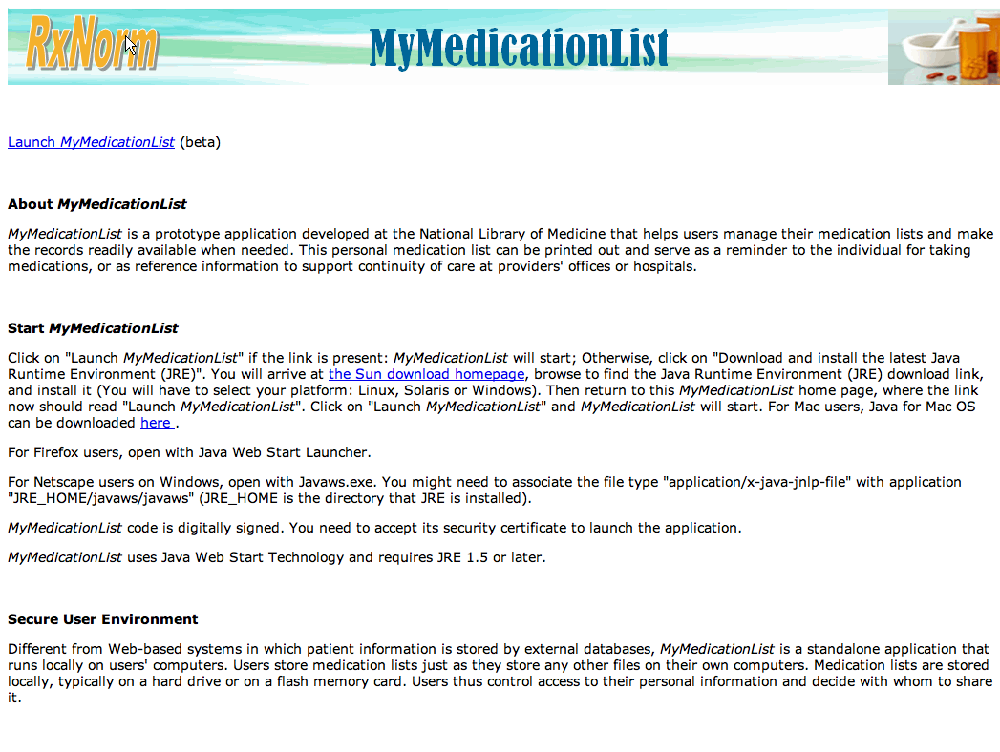 RxNorm
MyMedicationList
Launch MyMedicationList (beta)
About MyMedicationList
MyMedicationList is a prototype application developed at the National Library of Medicine that helps users manage their medication lists and make
the records readily available when needed. This personal medication list can be printed out and serve as a reminder to the individual for taking
medications, or as reference information to support continuity of care at providers' offices or hospitals.
Start MyMedicationList
Click on "Launch MyMedicationList" if the link is present: MyMedicationList will start; Otherwise, click on "Download and install the latest Java
Runtime Environment (JRE)". You will arrive at the Sun download homepage, browse to find the Java Runtime Environment (JRE) download link,
and install it (You will have to select your platform: Linux, Solaris or Windows). Then return to this MyMedicationList home page, where the link
now should read "Launch MyMedicationList". Click on "Launch MyMedicationList" and MyMedicationList will start. For Mac users, Java for Mac OS
can be downloaded here .
For Firefox users, open with Java Web Start Launcher.
For Netscape users on Windows, open with Javaws.exe. You might need to associate the file type "application/x-java-jnlp-file" with application
"JRE_HOME/javaws/javaws" (JRE_HOME is the directory that JRE is installed).
MyMedicationList code is digitally signed. You need to accept its security certificate to launch the application.
MyMedicationList uses Java Web Start Technology and requires JRE 1.5 or later.
Secure User Environment
Different from Web-based systems in which patient information is stored by external databases, MyMedicationList is a standalone application that
runs locally on users' computers. Users store medication lists just as they store any other files on their own computers. Medication lists are stored
locally, typically on a hard drive or on a flash memory card. Users thus control access to their personal information and decide with whom to share
it.